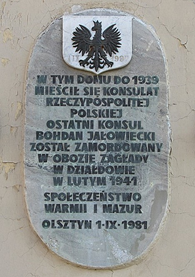 W TYM DOMU DO 1939
MIEŚCIŁ SIĘ KONSULAT
RZECZYPOSPOLITEJ
POLSKIEJ
OSTATNI KONSUL
BOHDAN JAŁOWIECKI
ZOSTAŁ ZAMORDOWANY
W OBOZIE ZAGŁADY
W DZIAŁDOWIE
W LUTYM 1941
SPOŁECZEŃSTWO
WARMII I MAZUR
OLSZTYN 1·IX·1981